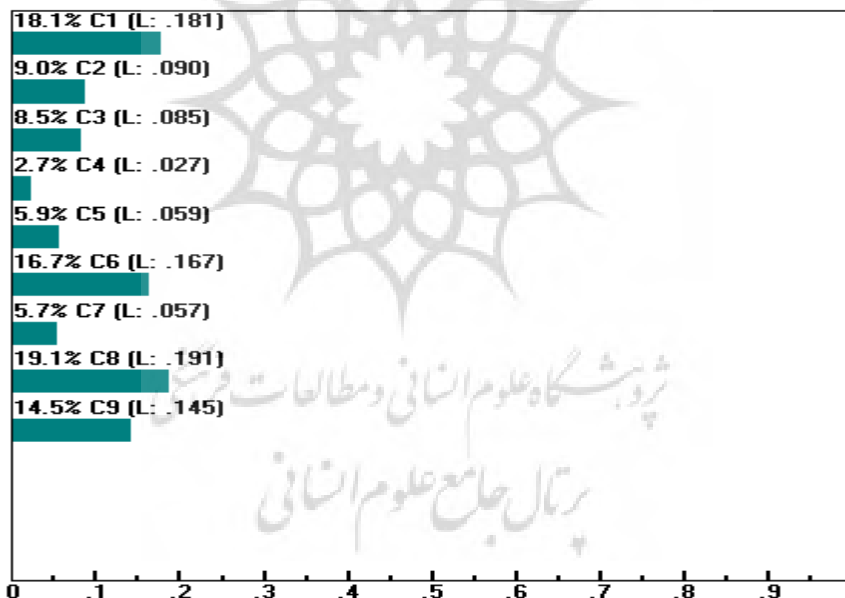 18.1% C1 (L: .181)
9.0% C2 (L: .090)
8.5% C3 (L: .085)
2.7% C4 (L: .027)
5.9% C5 (L: .059)
16.7% C6 (L: .167)
5.7% C7 (L: .057)
19.1% C8 (L: .191)
14.5% C9 (L: .145)
پژوهشگاه علوم انسانی و مطالعات فرهنگی
پرتال جامع علوم انسانی
0 .1 .2 .3 .4 .5 .6 .7 .8 .9